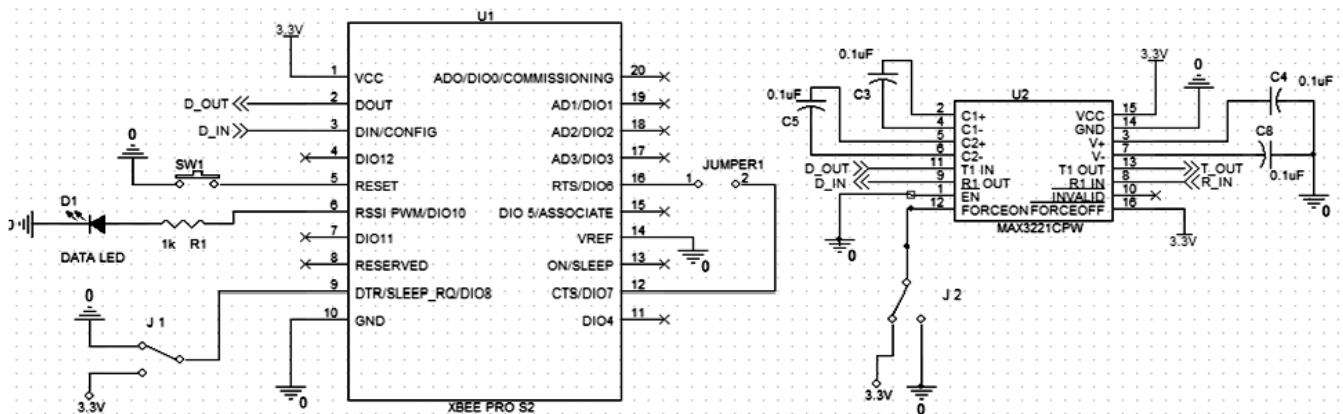 U1
3.3V
1 VCC
2 DOUT
D_OUT
3 DIN/CONFIG
D_IN
4 DIO12
0
SW1
5 RESET
D1
6 RSSI PWM/DIO10
1k R1
DATA LED
7 DIO11
8 RESERVED
9 DTR/SLEEP_RQ/DIO8
0
10 GND
J 1
3.3V
0
ADO/DIO0/COMMISSIONING 20
AD1/DIO1 19
AD2/DIO2 18
AD3/DIO3 17
RTS/DIO6 16
JUMPER1
1 2
DIO 5/ASSOCIATE 15
VREF 14
0
ON/SLEEP 13
CTS/DIO7 12
DIO4 11
XBEE PRO S2
0.1uF
C3
0.1uF
C5
U2
2 C1+
4 C1-
5 C2+
6 C2-
D_OUT 11 T1 IN
D_IN 9 R1 OUT
1 EN
12 FORCEON
0
VCC 15
3.3V
GND 14
0
V+ 3
C4
0.1uF
V- 7
C8
0.1uF
T1 OUT 13
T_OUT
R1 IN 8
R_IN
INVALID 10
FORCEOFF 16
3.3V
0
MAX3221CPW
J 2
3.3V
0